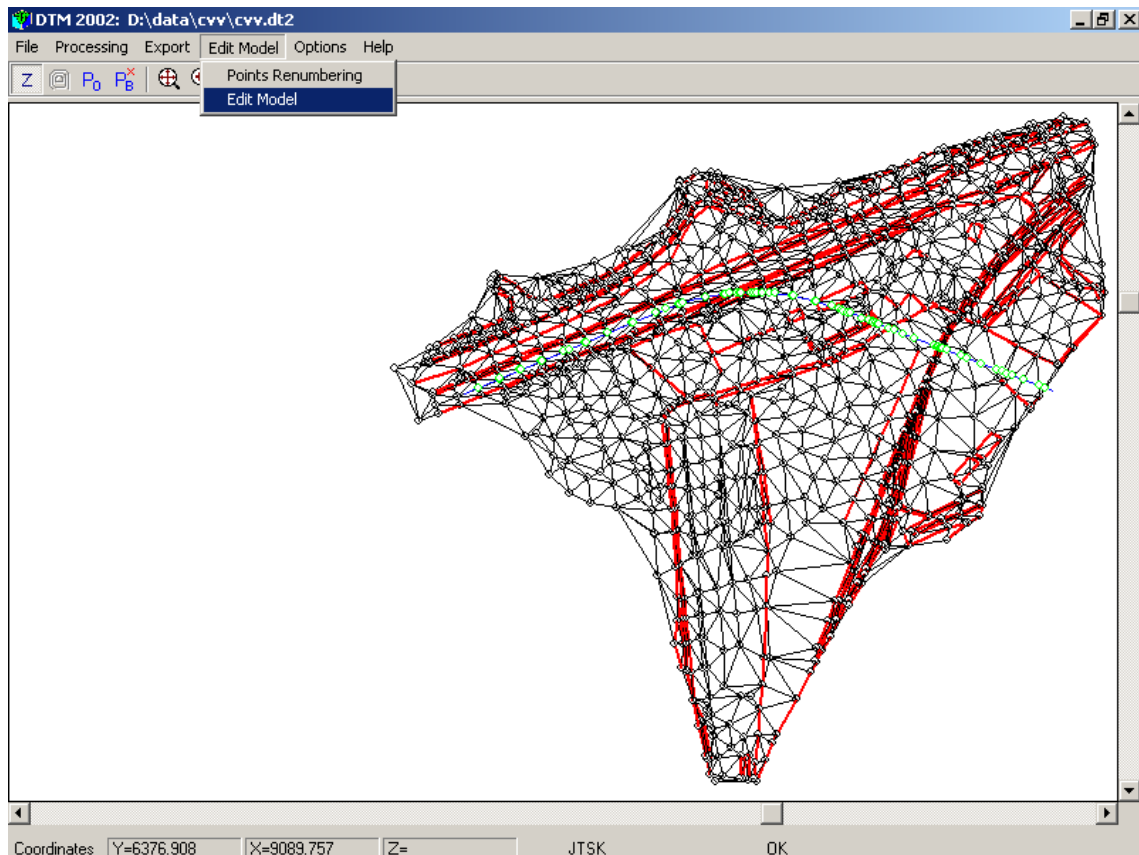 DTM 2002: D:\data\cvv\cvv.dt2
File Processing Export Edit Model Options Help
Z P0 PB
Points Renumbering
Edit Model
Coordinates Y=6376.908 X=9089.757 Z= JTSK OK